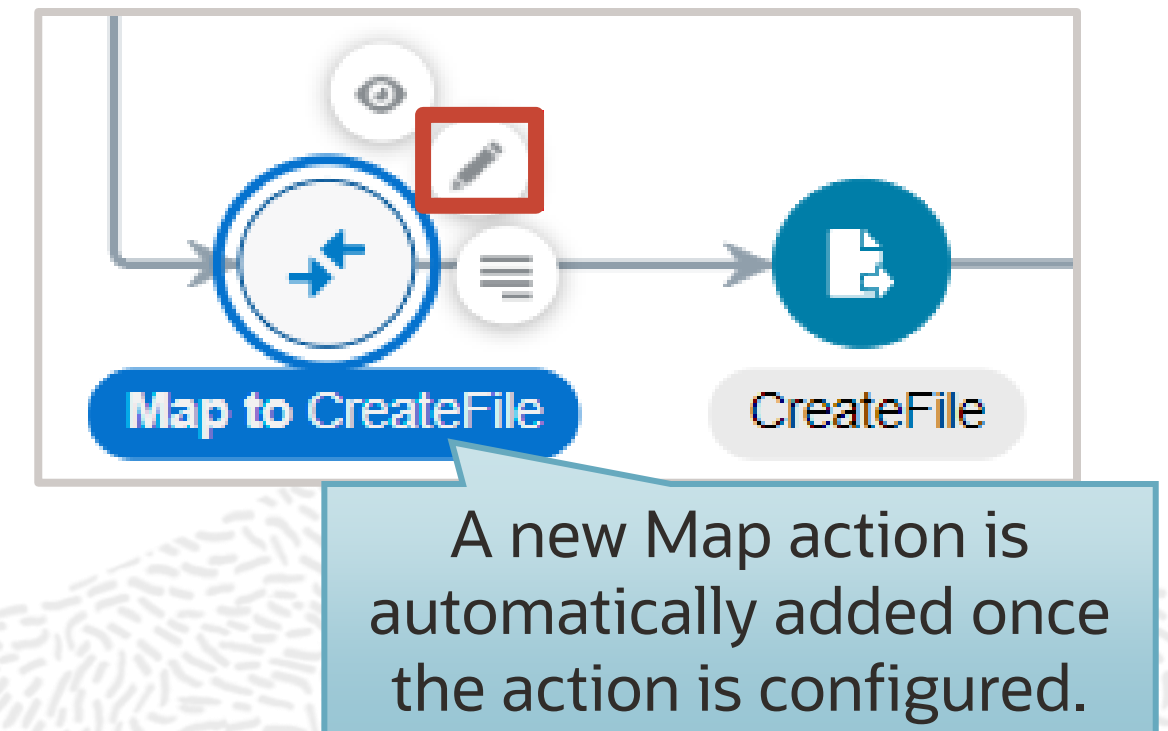 Map to CreateFile
CreateFile
A new Map action is
automatically added once
the action is configured.